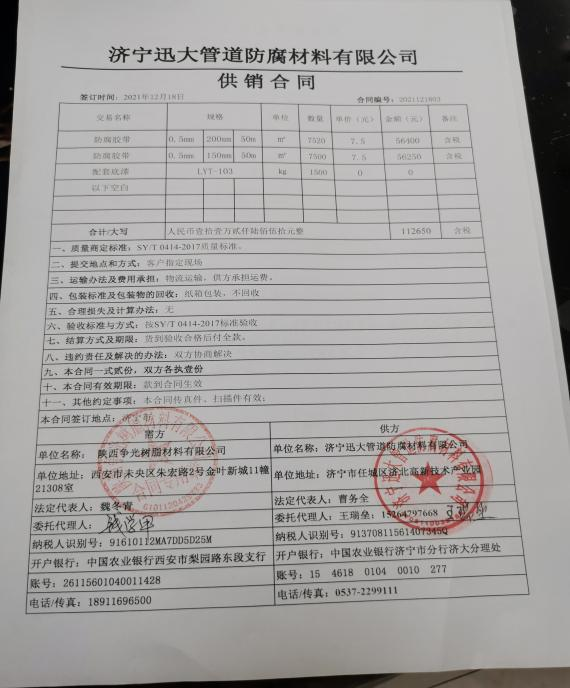 济宁迅大管道防腐材料有限公司
供销合同
签订时间：2021年12月18日 合同编号：2021121803
交易名称 规格 单位 数量 单价（元） 金额（元） 备注
防腐胶带 0.5mm 200mm 50m ㎡ 7520 7.5 56400 含税
防腐胶带 0.5mm 150mm 50m ㎡ 7500 7.5 56250 含税
配套底漆 LYT-103 kg 1500 0 0
以下空白
合计/大写 人民币壹拾壹万贰仟陆佰伍拾元整 112650 含税
一、质量商定标准：SY/T 0414-2017质量标准。
二、提交地点和方式：客户指定现场
三、运输办法及费用承担：物流运输，供方承担运费。
四、包装标准及包装物的回收：纸箱包装，不回收
五、合理损失及计算办法：无
六、验收标准与方式：按SY/T 0414-2017标准验收
七、结算方式及期限：货到验收合格后付全款。
八、违约责任及解决的办法：双方协商解决
九、本合同一式贰份，双方各执壹份
十、本合同有效期限：款到合同生效
十一、其他约定事项：本合同传真件、扫描件有效；
本合同签订地点：济宁市
需方 供方
单位名称：陕西争光树脂材料有限公司 单位名称：济宁迅大管道防腐材料有限公司
单位地址：西安市未央区朱宏路2号金叶新城11幢21308室 单位地址：济宁市任城区济北高新技术产业园
法定代表人：魏冬青 法定代表人：曹务全
委托代理人： 委托代理人：王瑞垒：15264297668
纳税人识别号：91610112MA7DD5D25M 纳税人识别号：91370811561407345Q
开户银行：中国农业银行西安市梨园路东段支行 开户银行：中国农业银行济宁市分行济大分理处
账号：26115601040011428 账号：15 4618 0104 0010 277
电话/传真：18911696500 电话/传真：0537-2299111